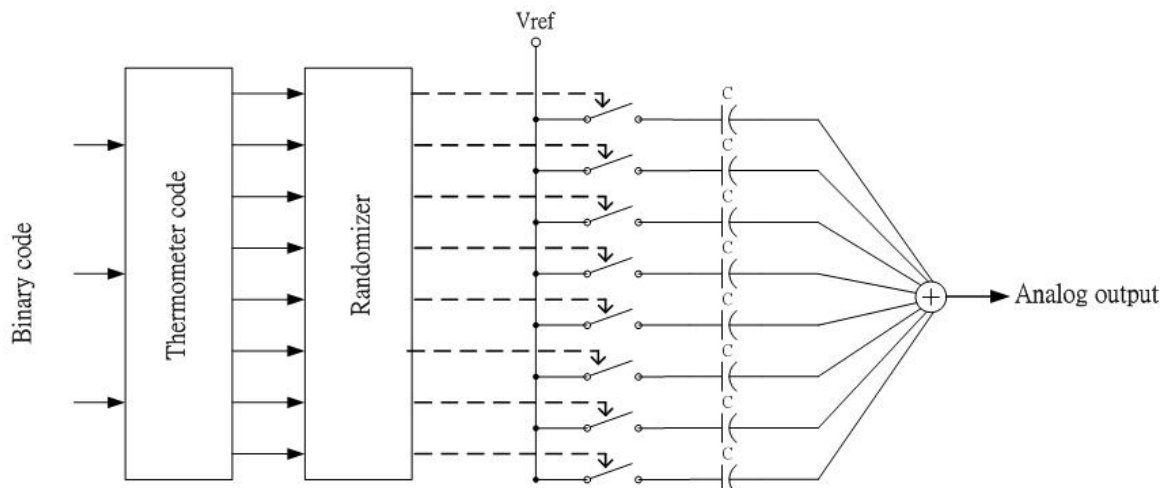 Vref
Binary code
Thermometer code
Randomizer
C
C
C
C
C
C
C
C
+
Analog output